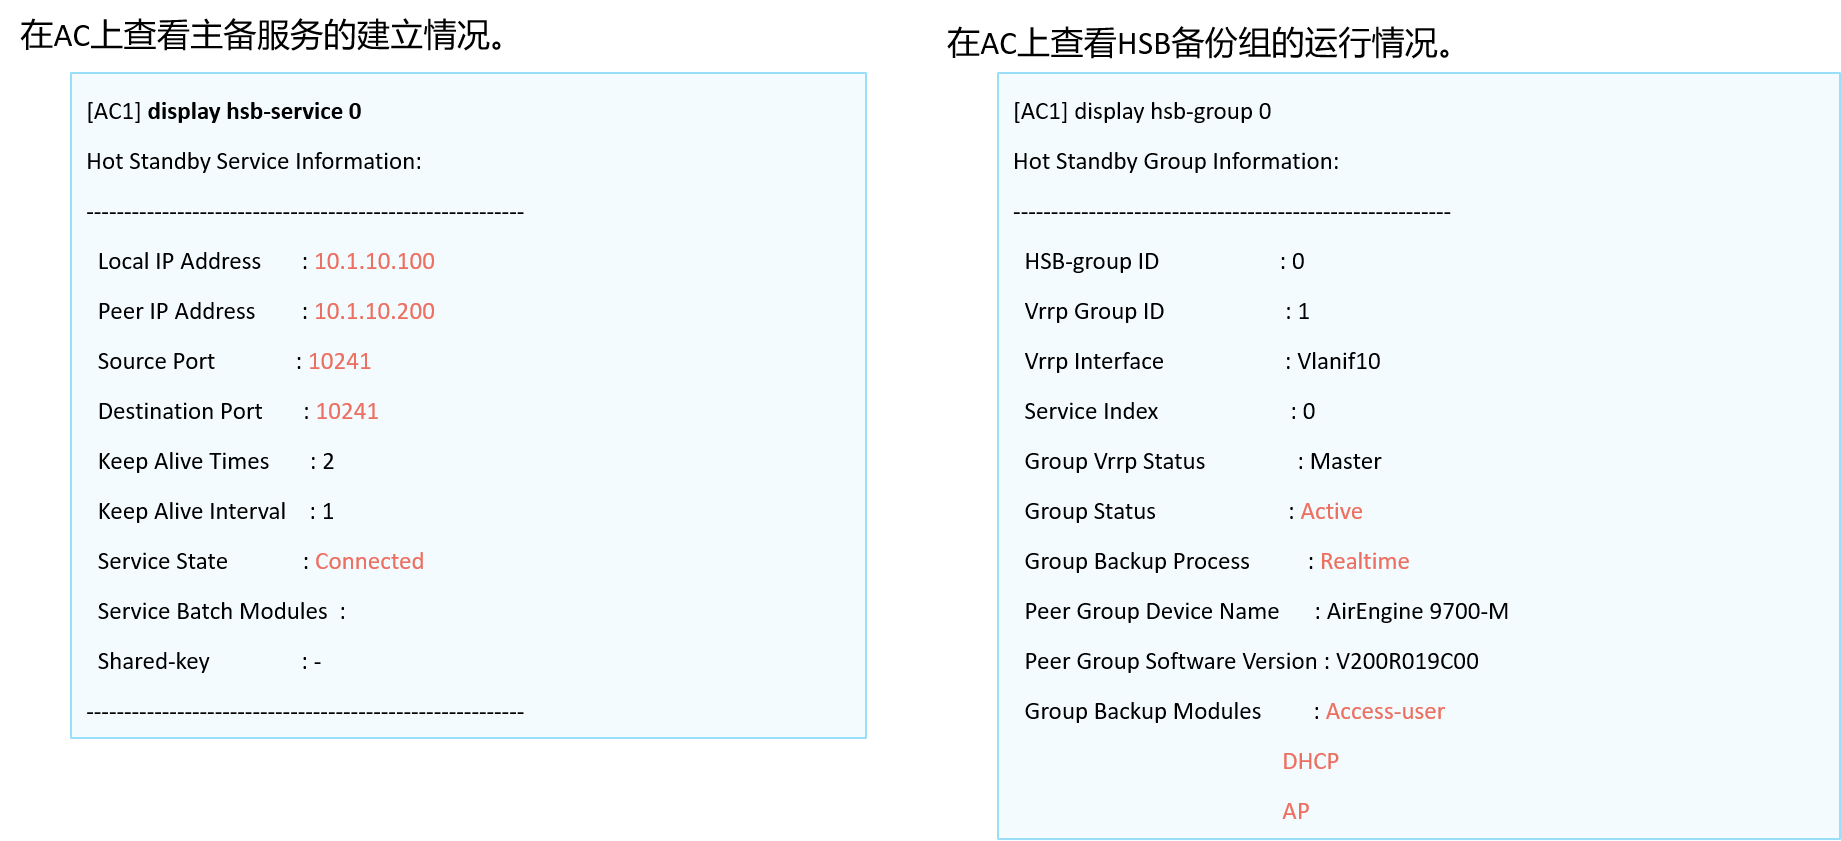 在AC上查看主备服务的建立情况。
[AC1] display hsb-service 0
Hot Standby Service Information:
----------------------------------------------------------
Local IP Address : 10.1.10.100
Peer IP Address : 10.1.10.200
Source Port : 10241
Destination Port : 10241
Keep Alive Times : 2
Keep Alive Interval : 1
Service State : Connected
Service Batch Modules :
Shared-key : -
----------------------------------------------------------
在AC上查看HSB备份组的运行情况。
[AC1] display hsb-group 0
Hot Standby Group Information:
----------------------------------------------------------
HSB-group ID : 0
Vrrp Group ID : 1
Vrrp Interface : Vlanif10
Service Index : 0
Group Vrrp Status : Master
Group Status : Active
Group Backup Process : Realtime
Peer Group Device Name : AirEngine 9700-M
Peer Group Software Version : V200R019C00
Group Backup Modules : Access-user
DHCP
AP